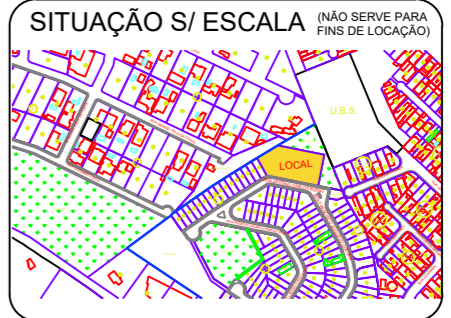 SITUAÇÃO S/ ESCALA (NÃO SERVE PARA
FINS DE LOCAÇÃO)
U.B.S.
LOCAL